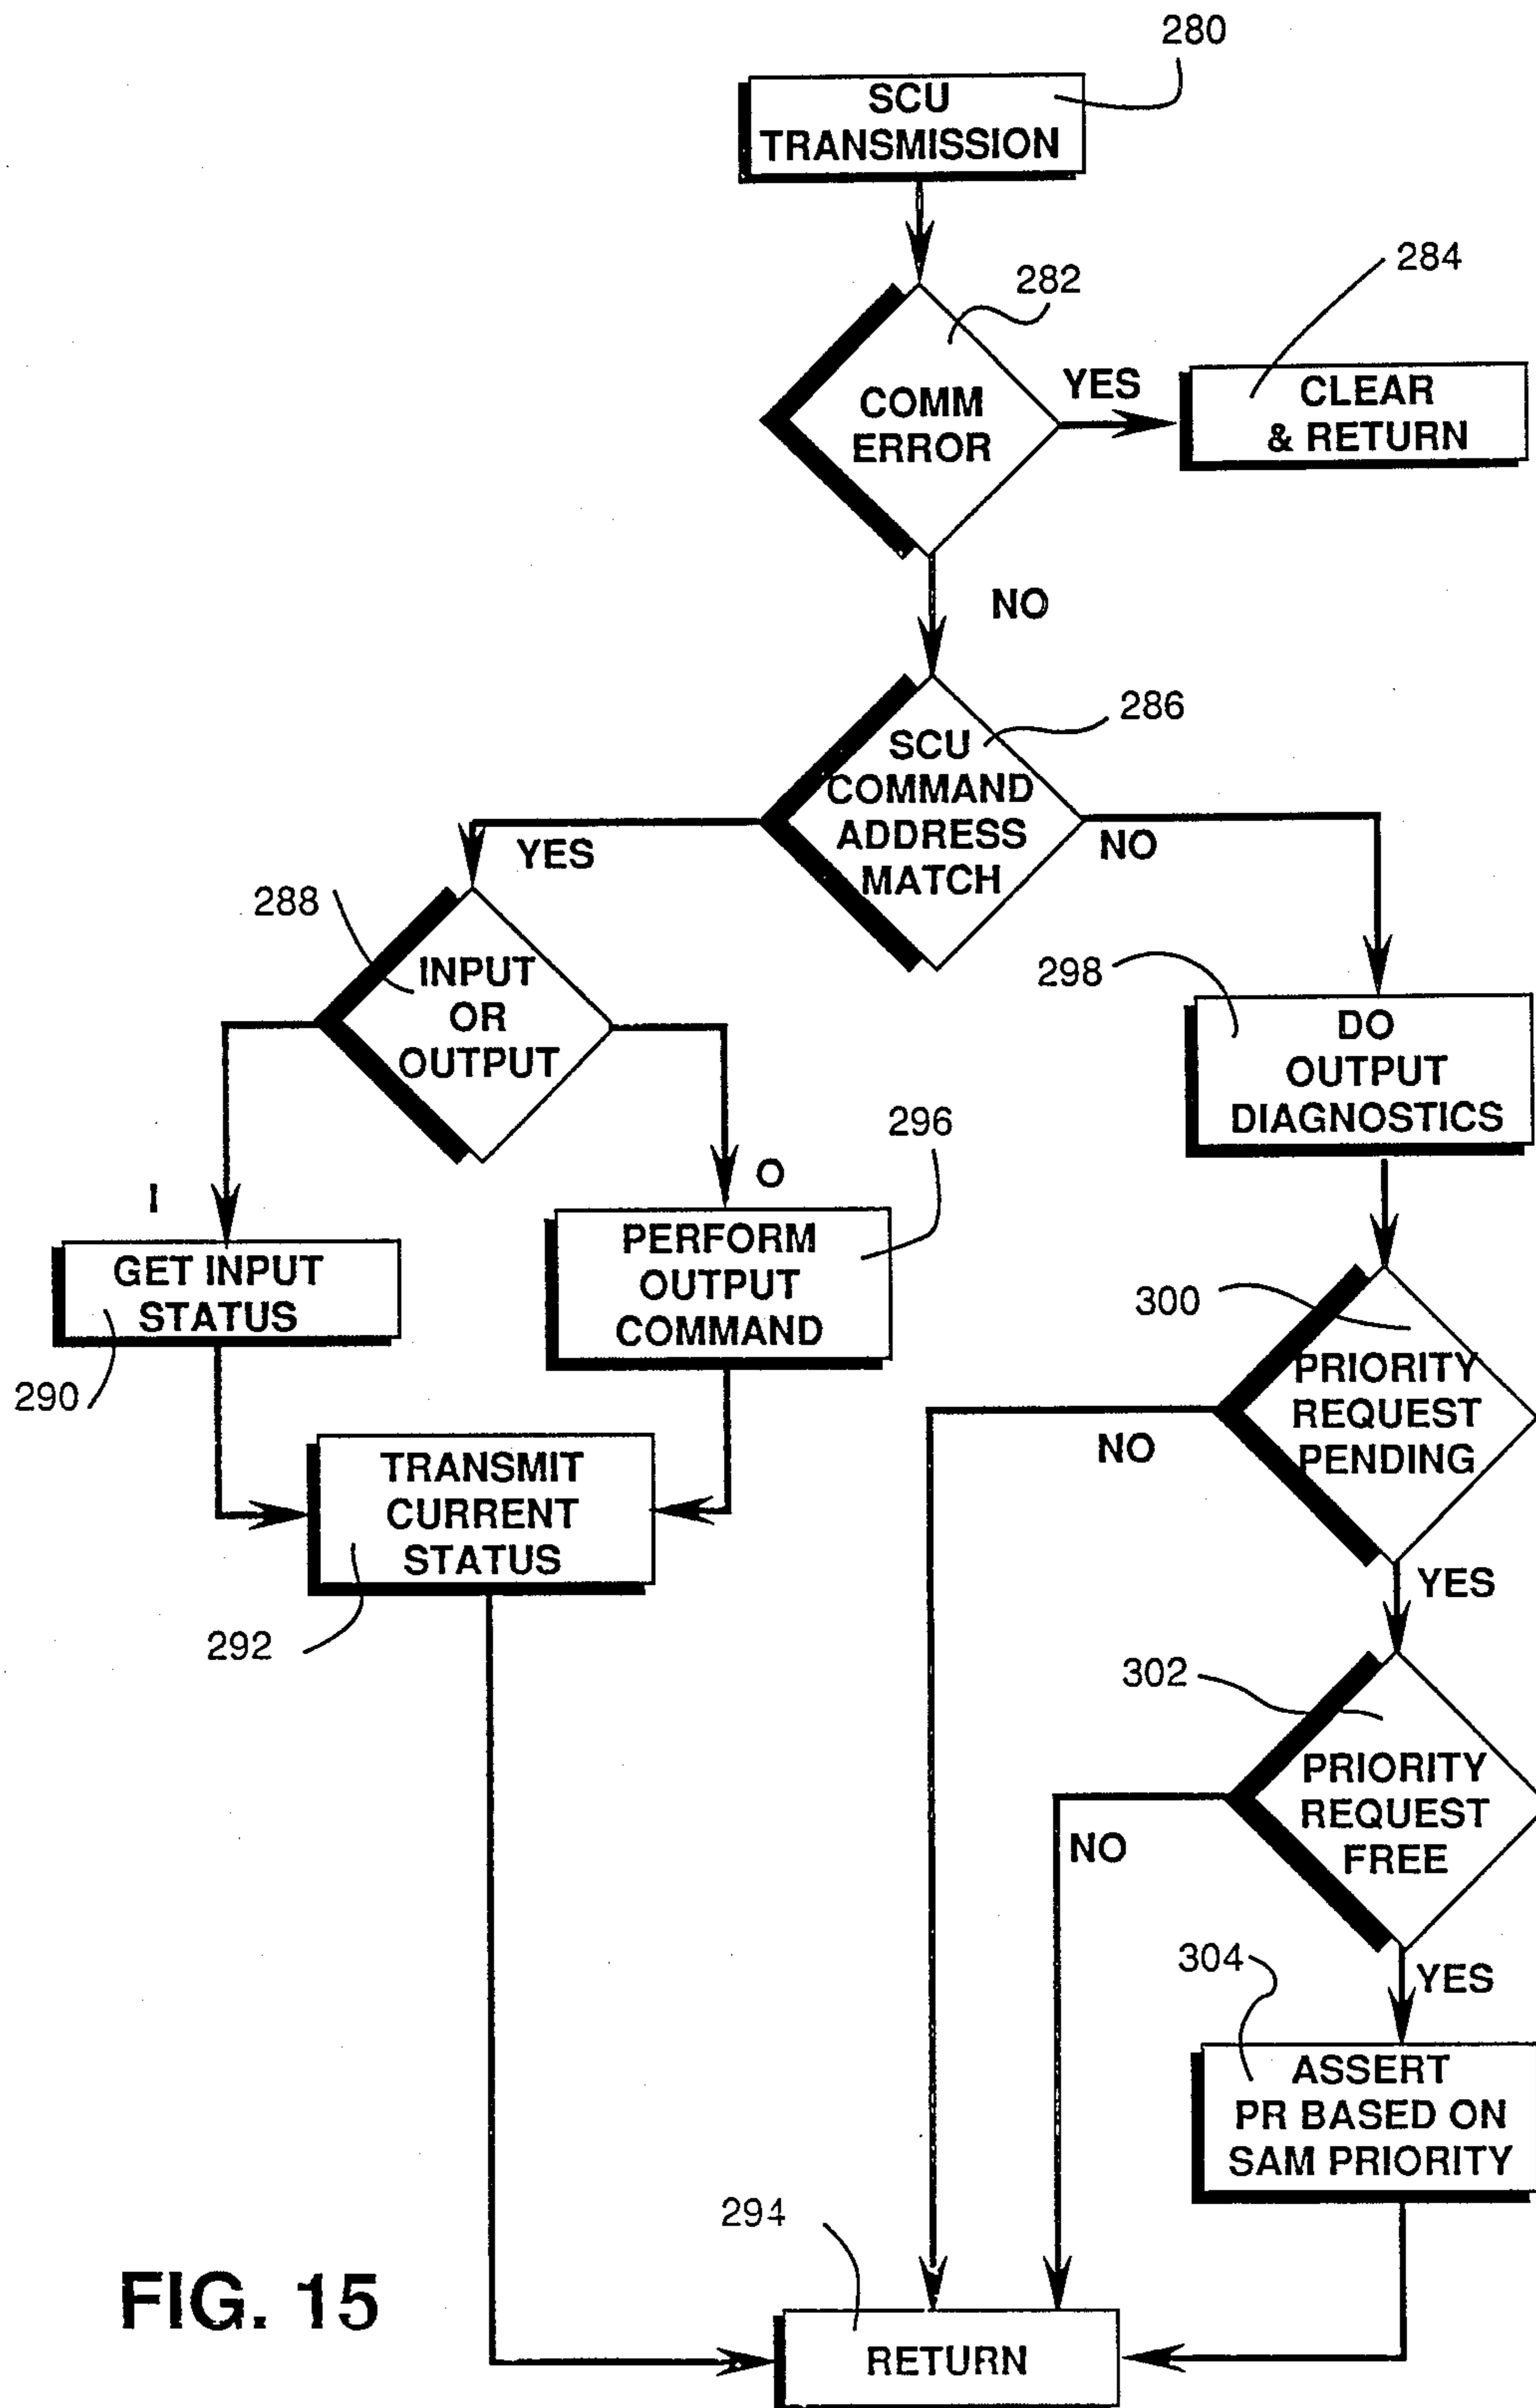 280
SCU
TRANSMISSION
282
284
COMM
ERROR
YES
CLEAR
& RETURN
NO
286
SCU
COMMAND
ADDRESS
MATCH
YES
NO
288
INPUT
OR
OUTPUT
298
DO
OUTPUT
DIAGNOSTICS
296
I
O
GET INPUT
STATUS
PERFORM
OUTPUT
COMMAND
290
300
PRIORITY
REQUEST
PENDING
NO
YES
TRANSMIT
CURRENT
STATUS
292
302
PRIORITY
REQUEST
FREE
NO
YES
304
ASSERT
PR BASED ON
SAM PRIORITY
294
RETURN
FIG. 15